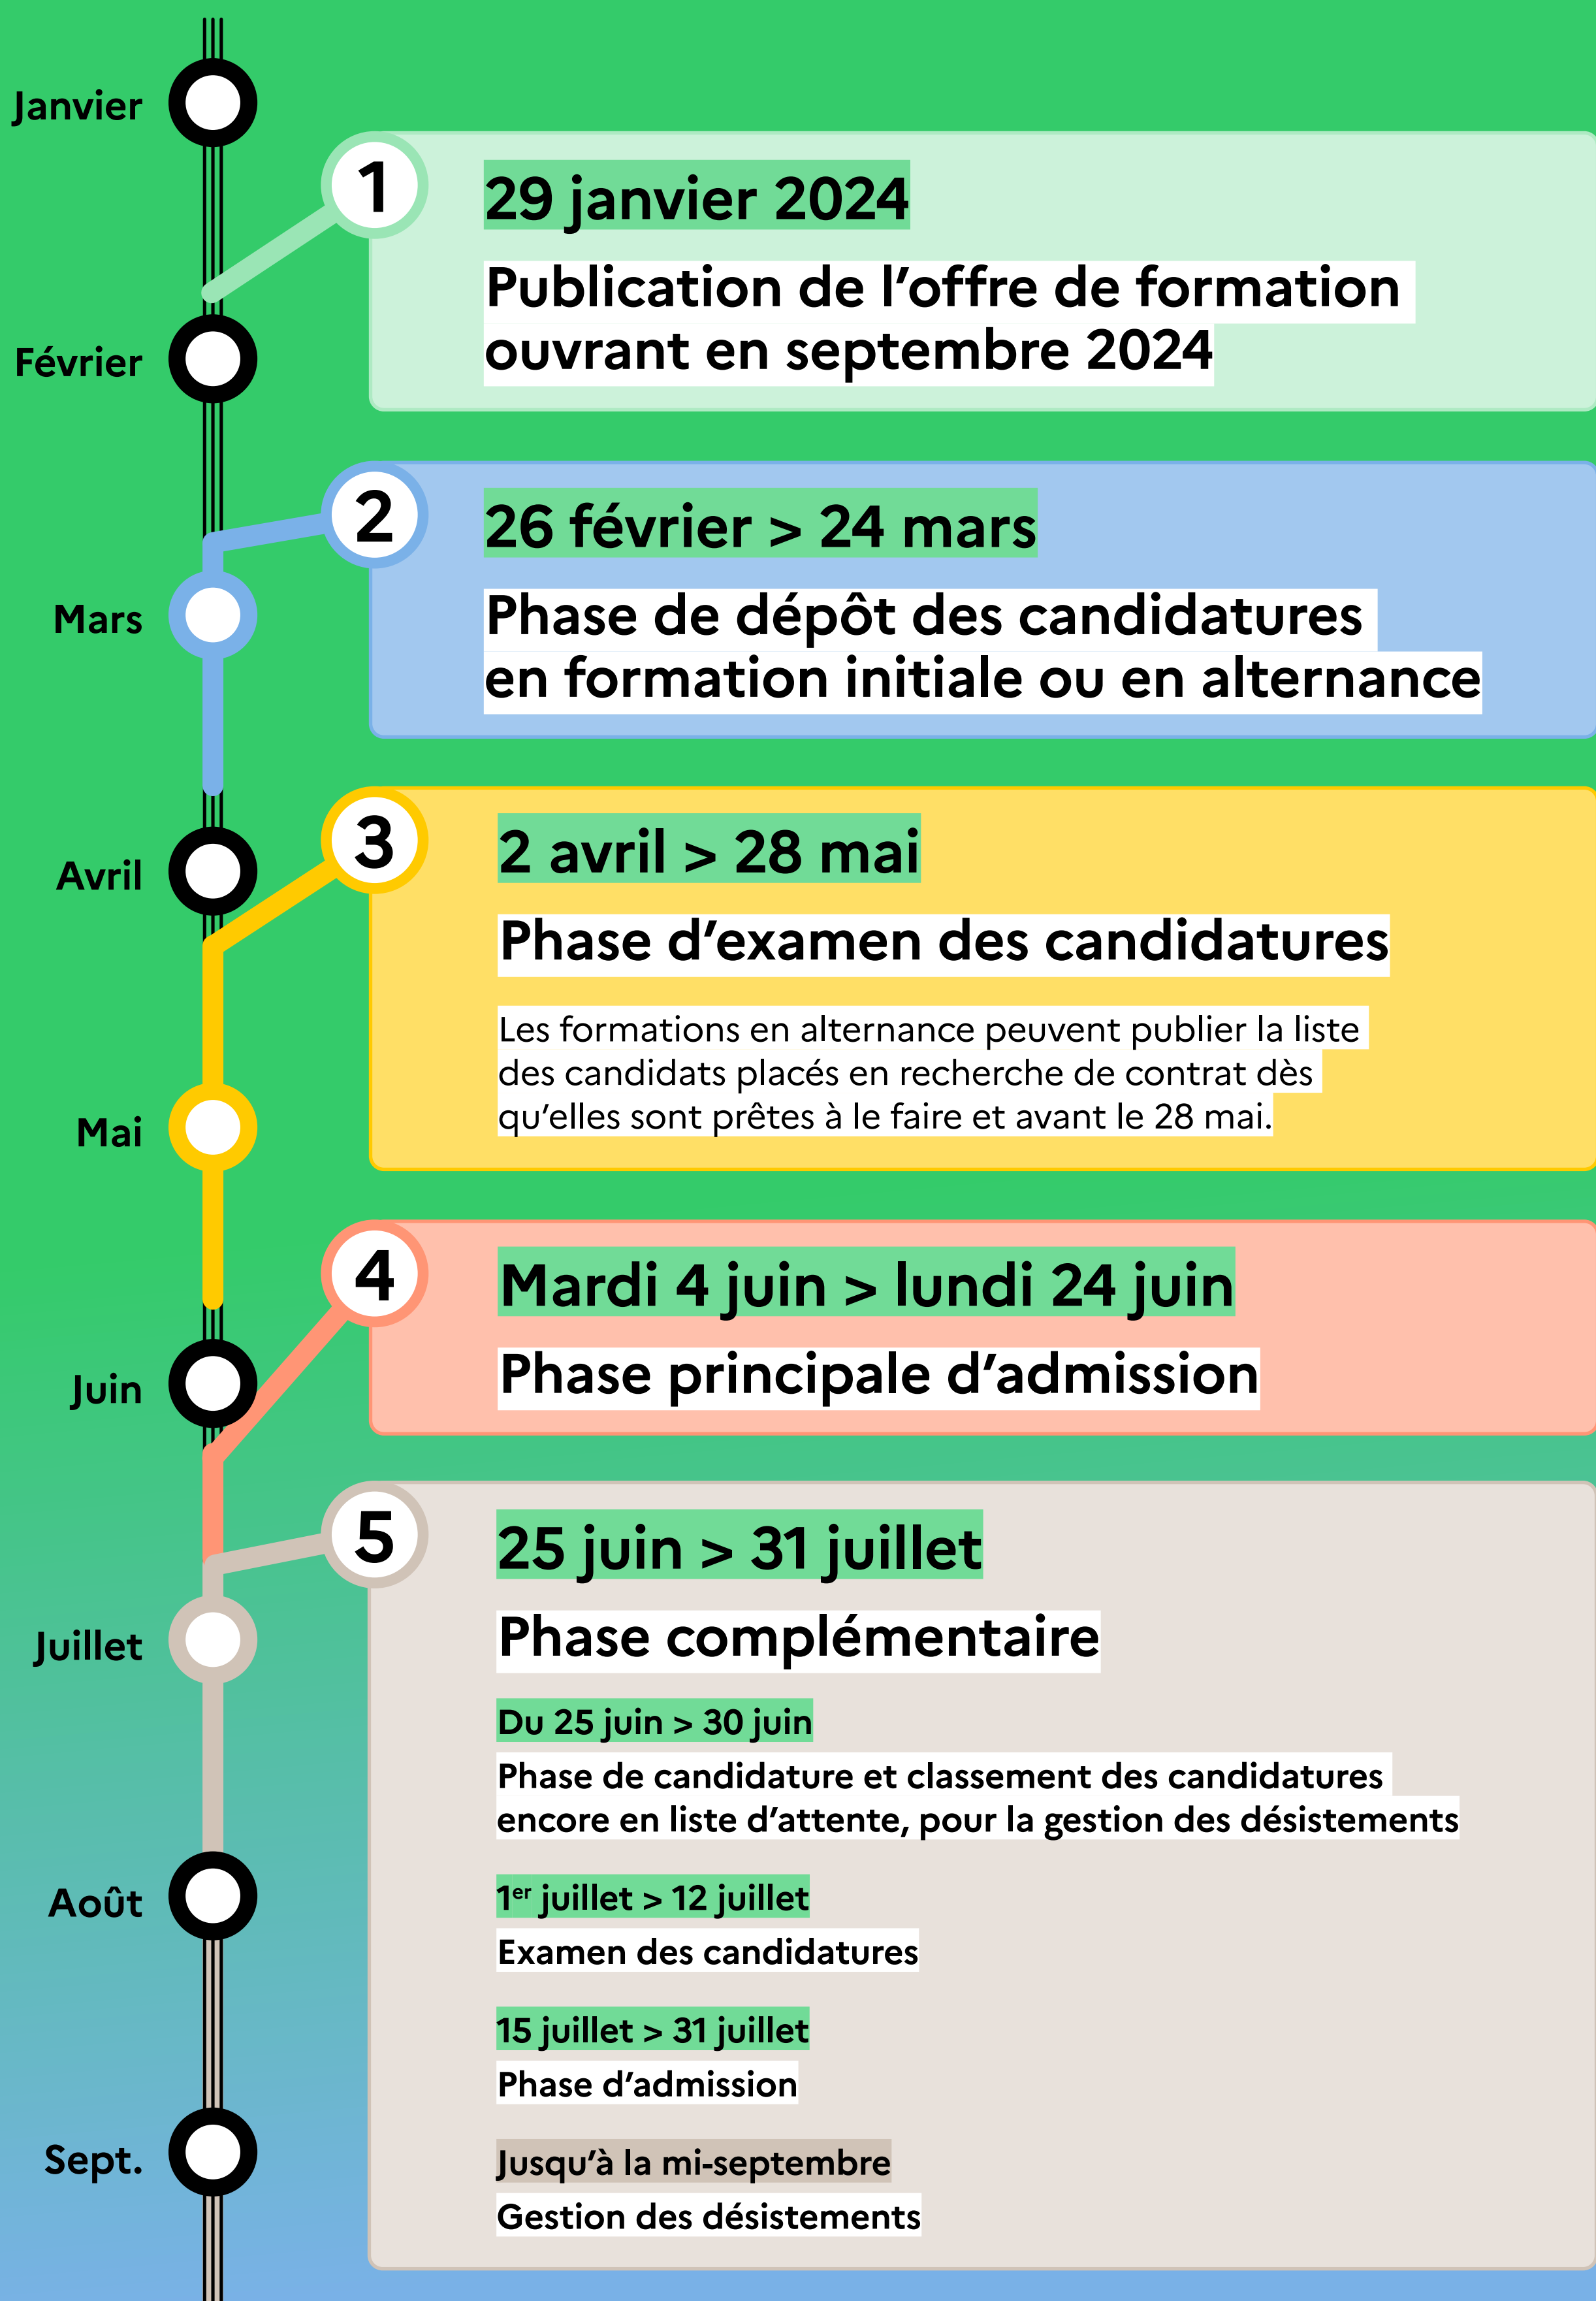 Janvier
1
29 janvier 2024
Publication de l’offre de formation
ouvrant en septembre 2024
Février
2
26 février > 24 mars
Phase de dépôt des candidatures
en formation initiale ou en alternance
Mars
3
2 avril > 28 mai
Phase d’examen des candidatures
Les formations en alternance peuvent publier la liste
des candidats placés en recherche de contrat dès
qu’elles sont prêtes à le faire et avant le 28 mai.
Avril
Mai
4
Mardi 4 juin > lundi 24 juin
Phase principale d’admission
Juin
5
25 juin > 31 juillet
Phase complémentaire
Juillet
Du 25 juin > 30 juin
Phase de candidature et classement des candidatures
encore en liste d’attente, pour la gestion des désistements
Août
1er juillet > 12 juillet
Examen des candidatures
15 juillet > 31 juillet
Phase d’admission
Sept.
Jusqu’à la mi-septembre
Gestion des désistements